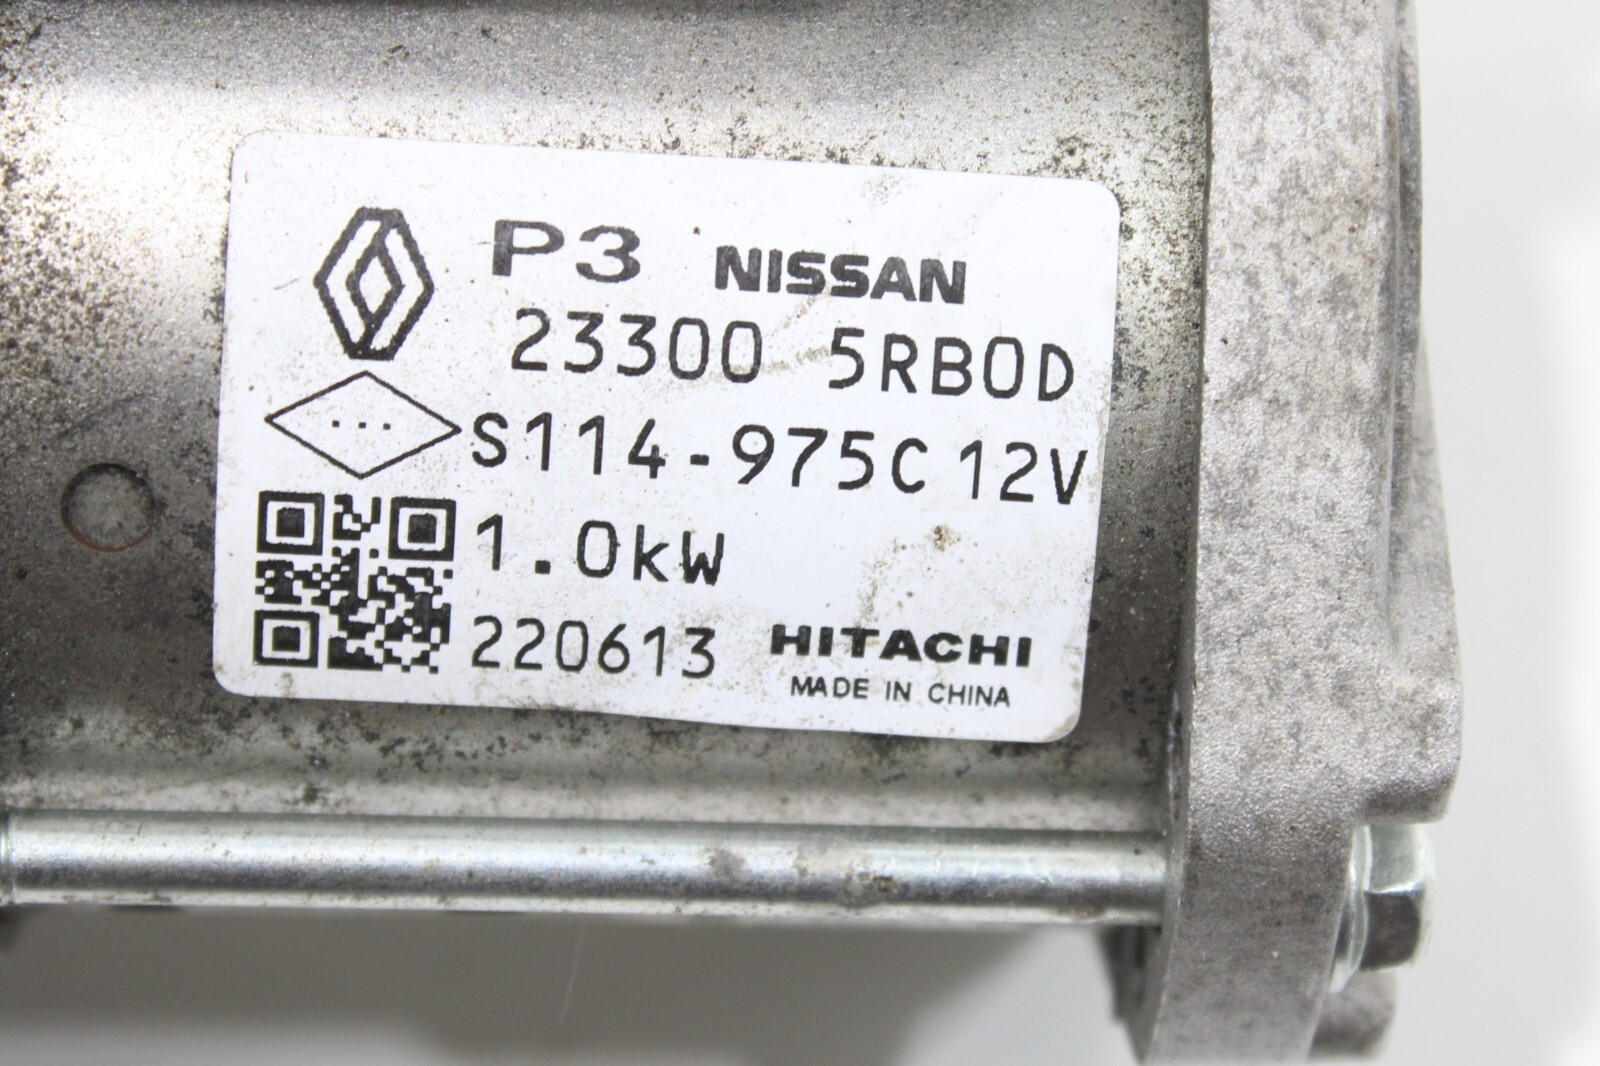 P3 NISSAN
23300 5RB0D
S114-975C 12V
1.0kW
220613 HITACHI
MADE IN CHINA